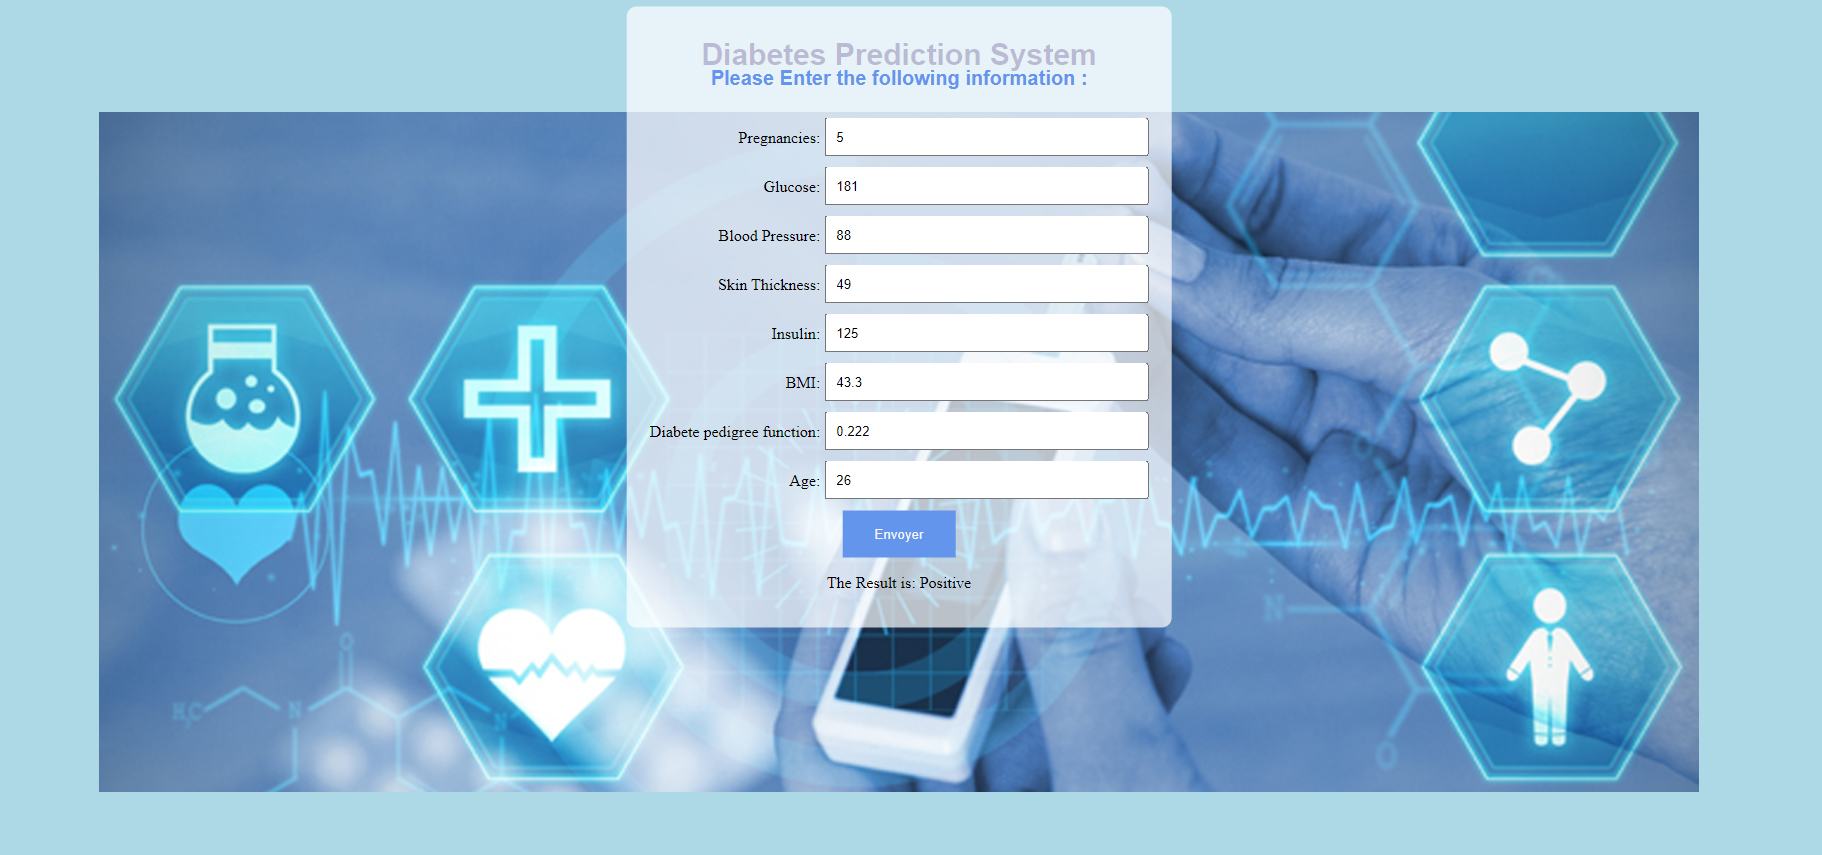 Diabetes Prediction System
Please Enter the following information :
Pregnancies: 5
Glucose: 181
Blood Pressure: 88
Skin Thickness: 49
Insulin: 125
BMI: 43.3
Diabete pedigree function: 0.222
Age: 26
Envoyer
The Result is: Positive
H₃C
N
O
N
N
O